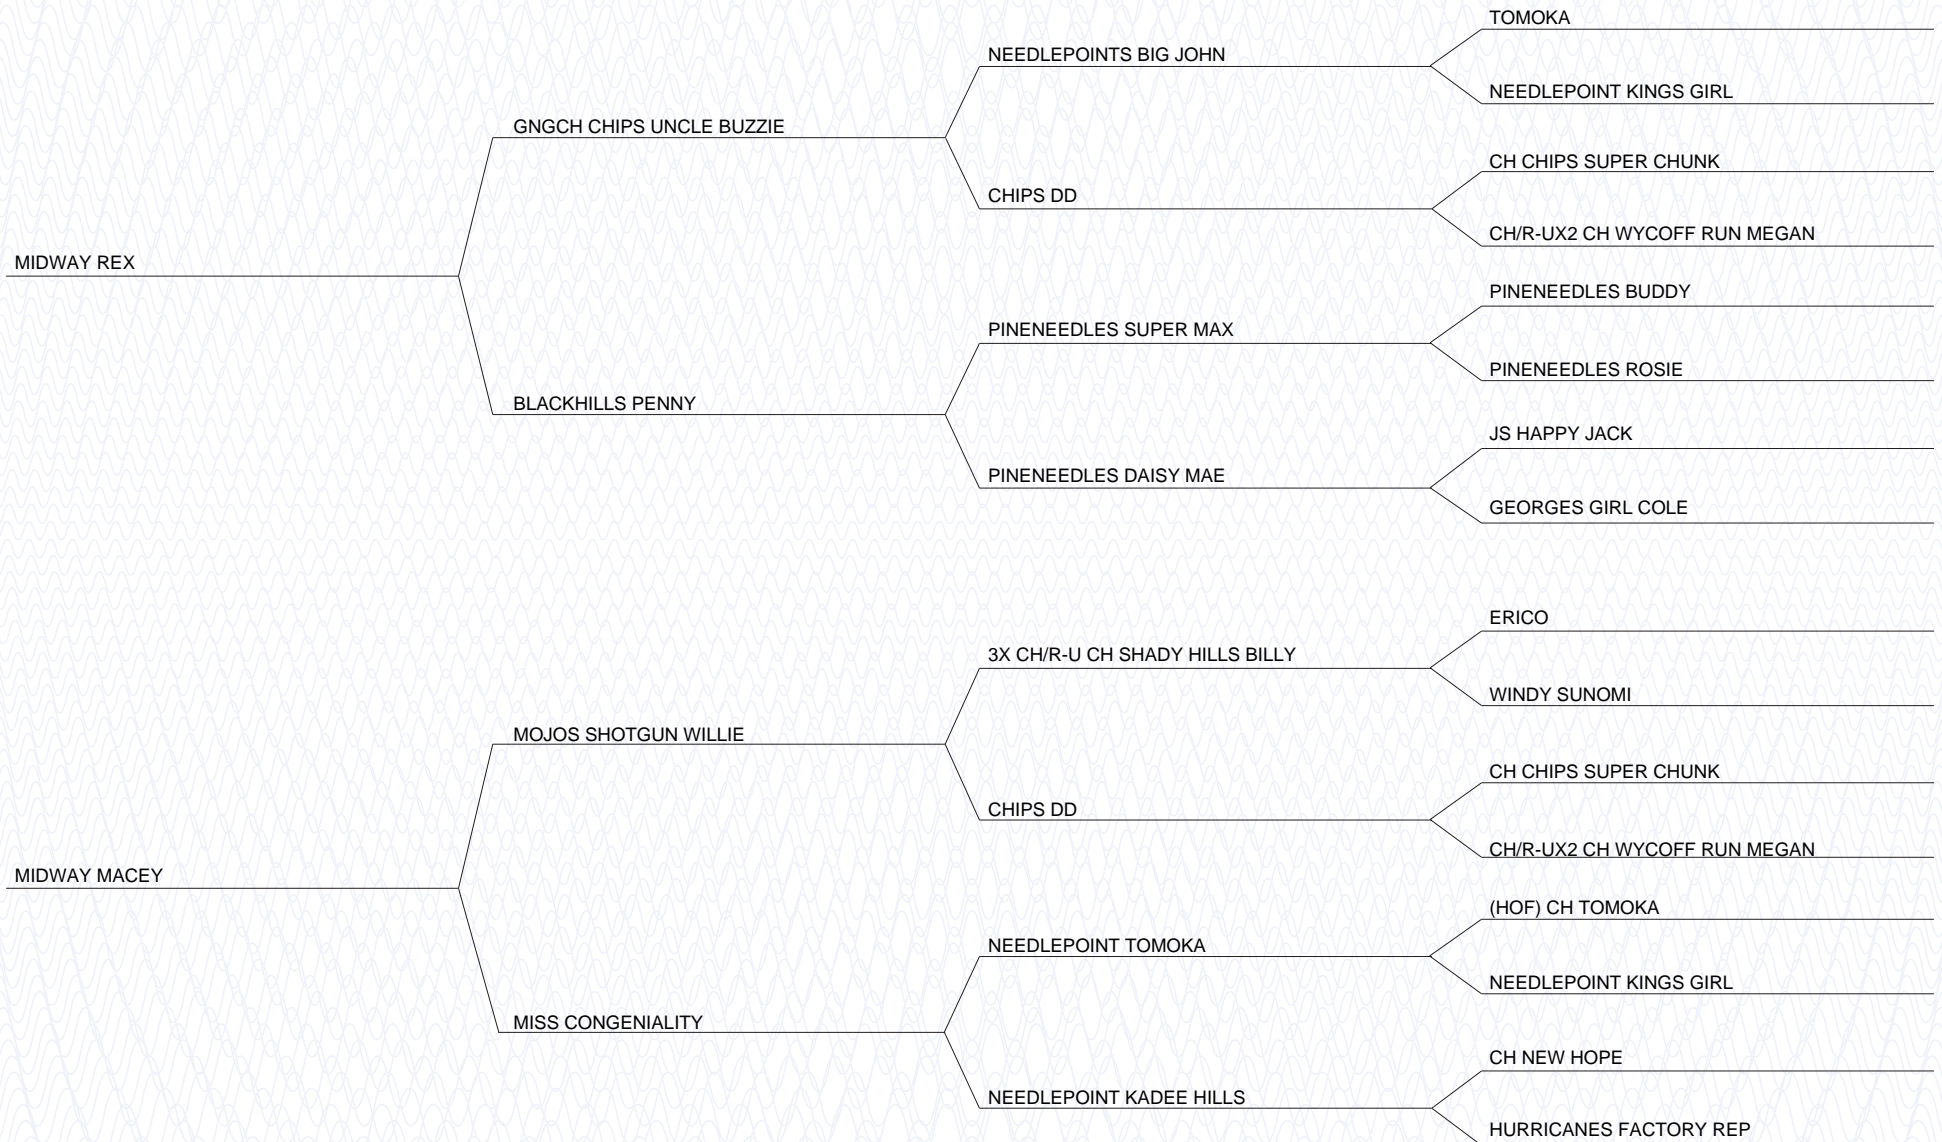 TOMOKA
NEEDLEPOINTS BIG JOHN
NEEDLEPOINT KINGS GIRL
GNGCH CHIPS UNCLE BUZZIE
CH CHIPS SUPER CHUNK
CHIPS DD
CH/R-UX2 CH WYCOFF RUN MEGAN
MIDWAY REX
PINENEEDLES BUDDY
PINENEEDLES SUPER MAX
PINENEEDLES ROSIE
BLACKHILLS PENNY
JS HAPPY JACK
PINENEEDLES DAISY MAE
GEORGES GIRL COLE
ERICO
3X CH/R-U CH SHADY HILLS BILLY
WINDY SUNOMI
MOJOS SHOTGUN WILLIE
CH CHIPS SUPER CHUNK
CHIPS DD
CH/R-UX2 CH WYCOFF RUN MEGAN
MIDWAY MACEY
(HOF) CH TOMOKA
NEEDLEPOINT TOMOKA
NEEDLEPOINT KINGS GIRL
MISS CONGENIALITY
CH NEW HOPE
NEEDLEPOINT KADEE HILLS
HURRICANES FACTORY REP